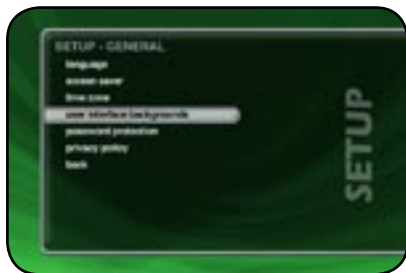 SETUP - GENERAL
language
screen saver
time zone
user interface backgrounds
password protection
privacy policy
back
SETUP